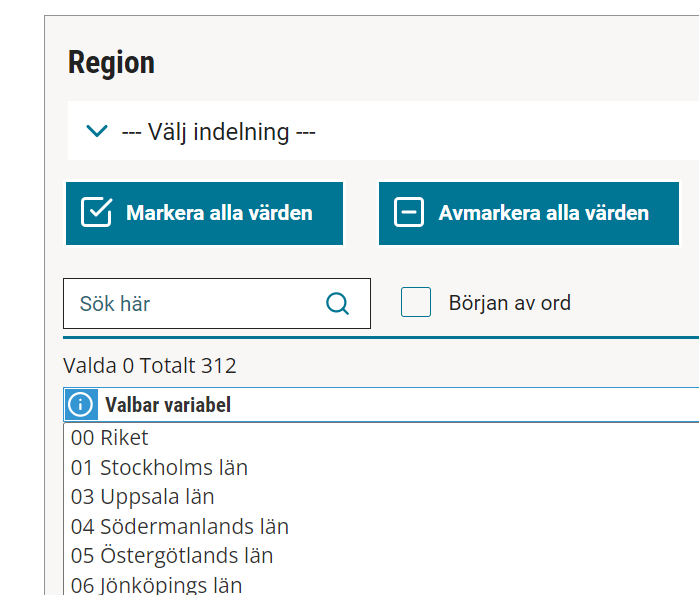 Region
--- Välj indelning ---
Markera alla värden
Avmarkera alla värden
Sök här
Början av ord
Valda 0 Totalt 312
Valbar variabel
00 Riket
01 Stockholms län
03 Uppsala län
04 Södermanlands län
05 Östergötlands län
06 Jönköpings län